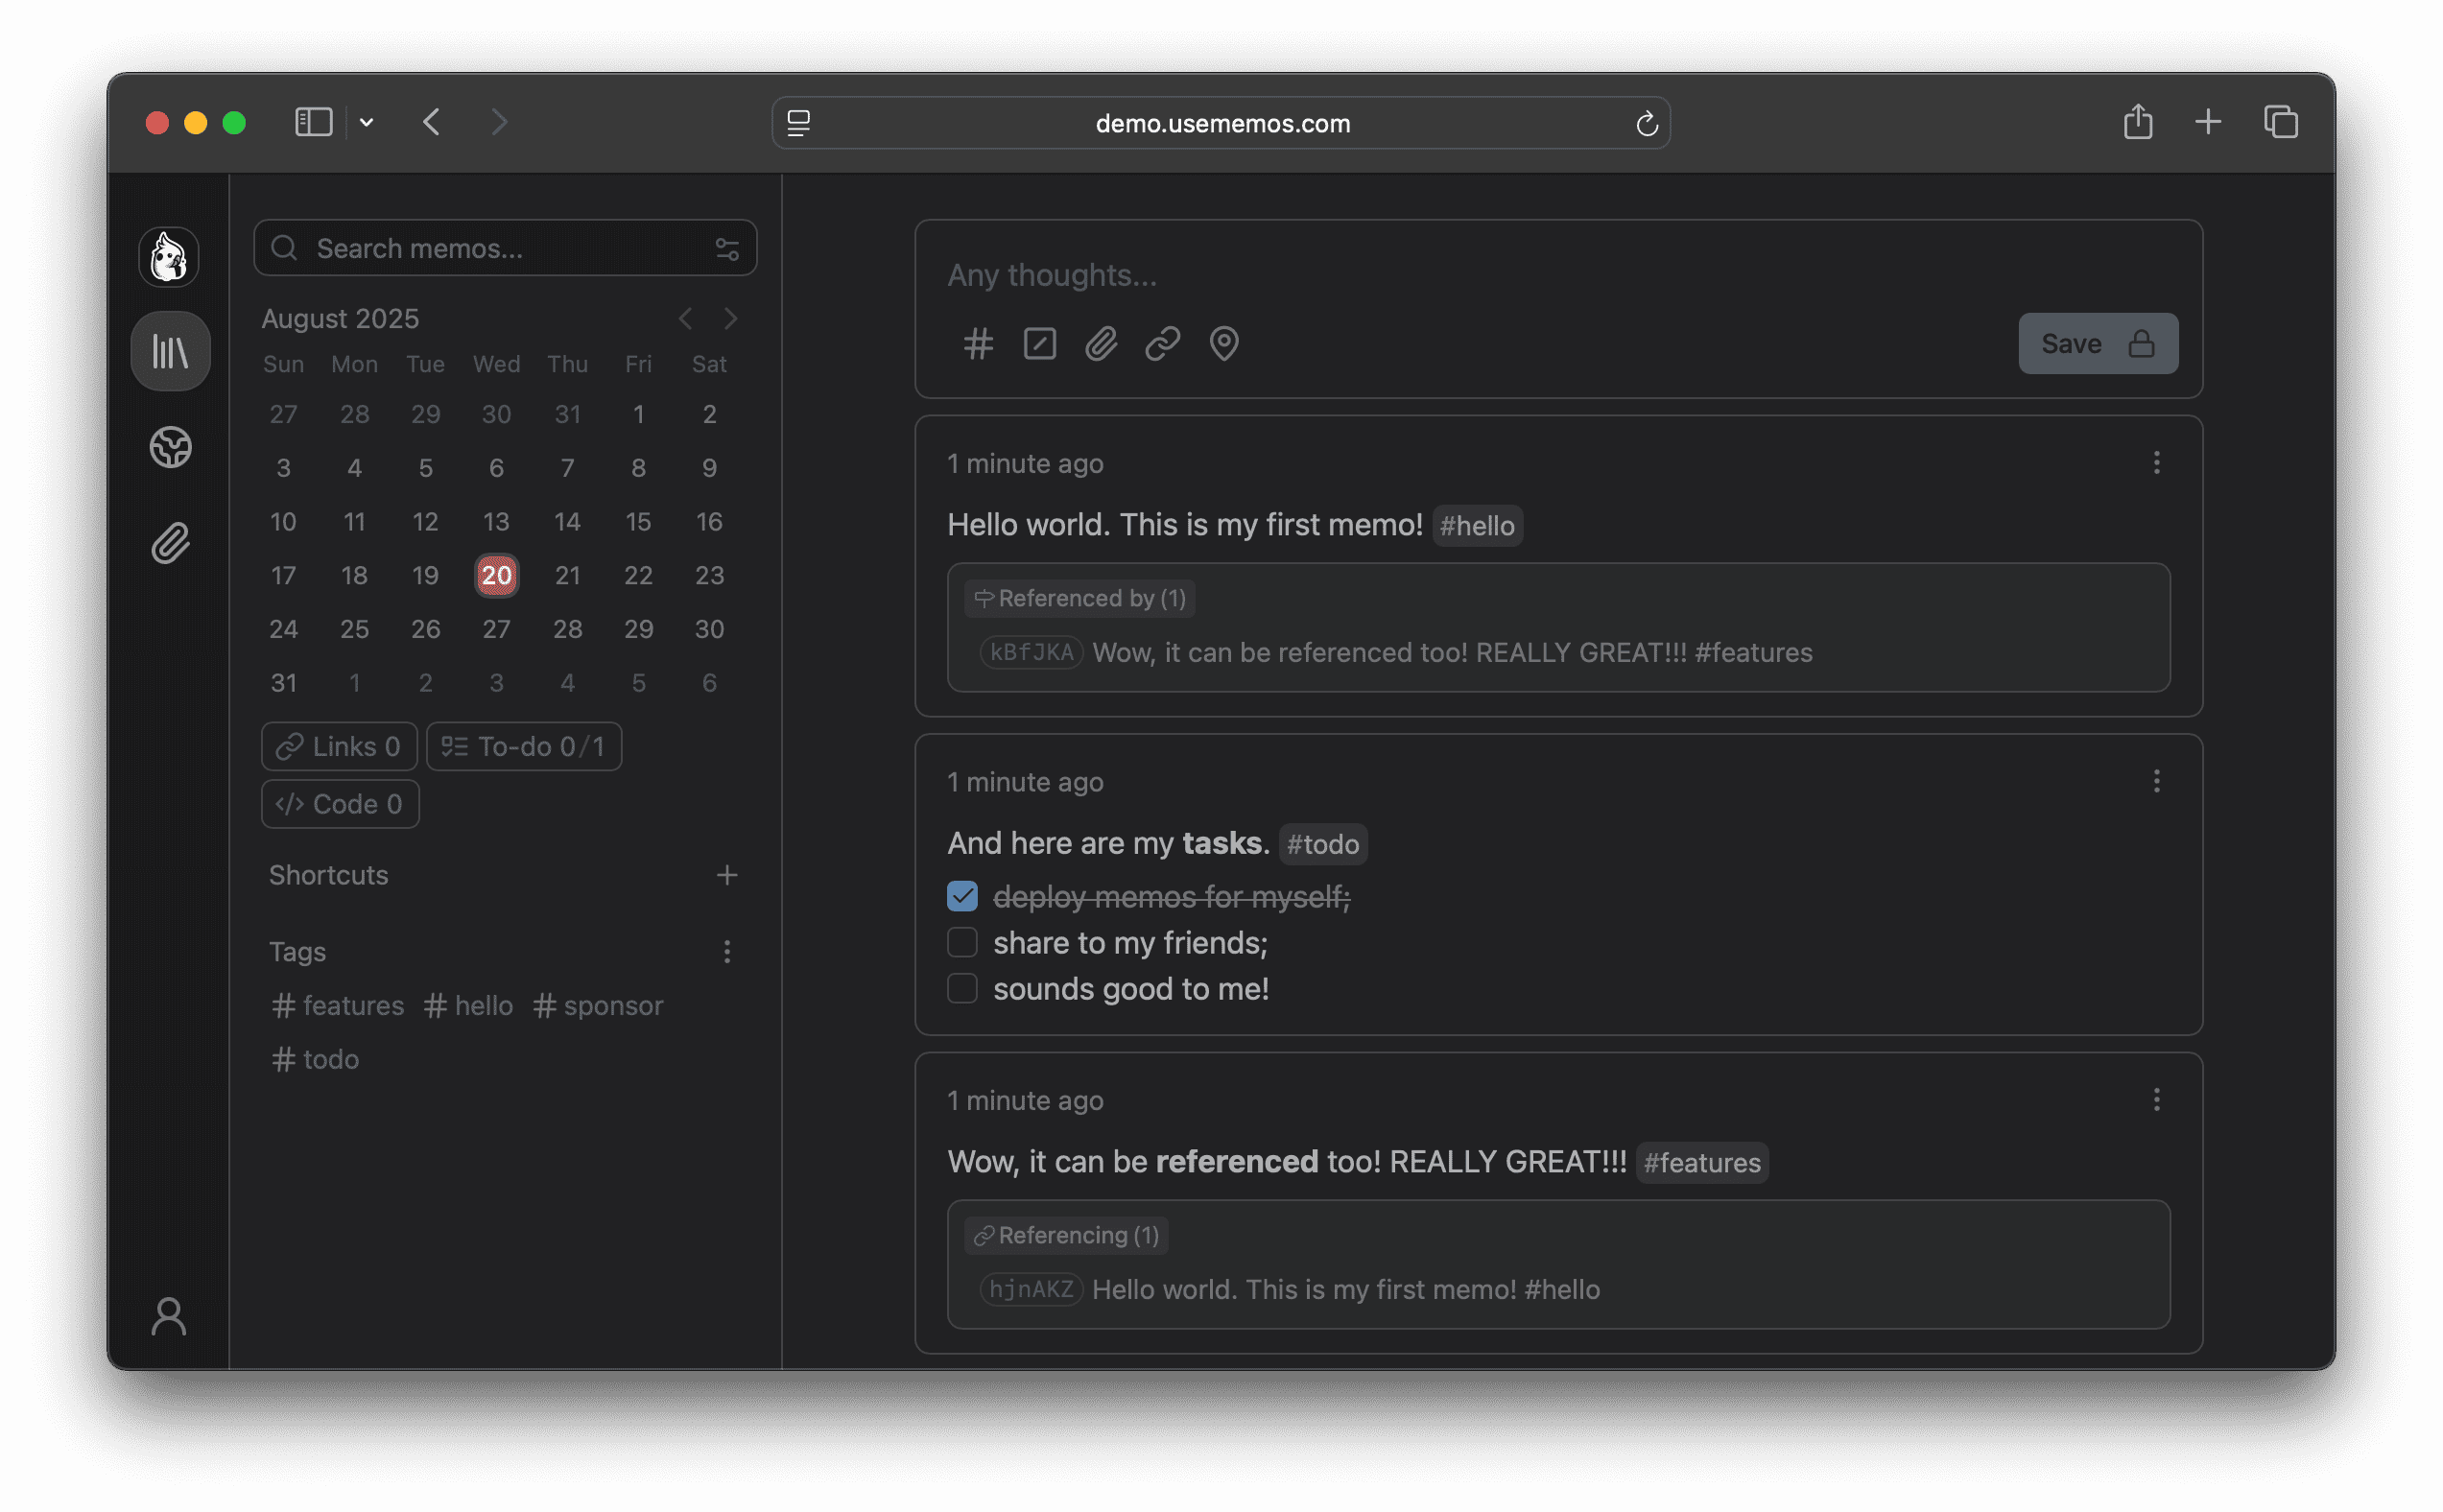 demo.usememos.com
Search memos...
August 2025
Sun Mon Tue Wed Thu Fri Sat
27 28 29 30 31 1 2
3 4 5 6 7 8 9
10 11 12 13 14 15 16
17 18 19 20 21 22 23
24 25 26 27 28 29 30
31 1 2 3 4 5 6
Links 0 To-do 0/1
</> Code 0
Shortcuts
Tags
# features # hello # sponsor
# todo
Any thoughts...
Save
1 minute ago
Hello world. This is my first memo! #hello
Referenced by (1)
kBfJKA Wow, it can be referenced too! REALLY GREAT!!! #features
1 minute ago
And here are my tasks. #todo
deploy memos for myself;
share to my friends;
sounds good to me!
1 minute ago
Wow, it can be referenced too! REALLY GREAT!!! #features
Referencing (1)
hjnAKZ Hello world. This is my first memo! #hello